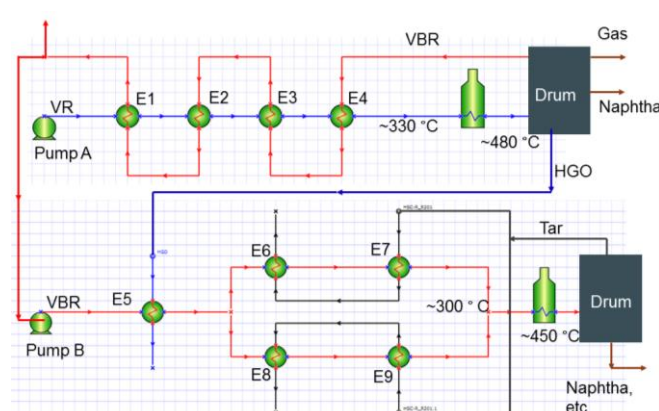 VBR
Gas
VR
E1
E2
E3
E4
Drum
Naphtha
Pump A
~330 °C
~480 °C
HGO
E6
E7
Tar
VBR
E5
~300 ° C
Drum
Pump B
~450 °C
E8
E9
Naphtha,
etc